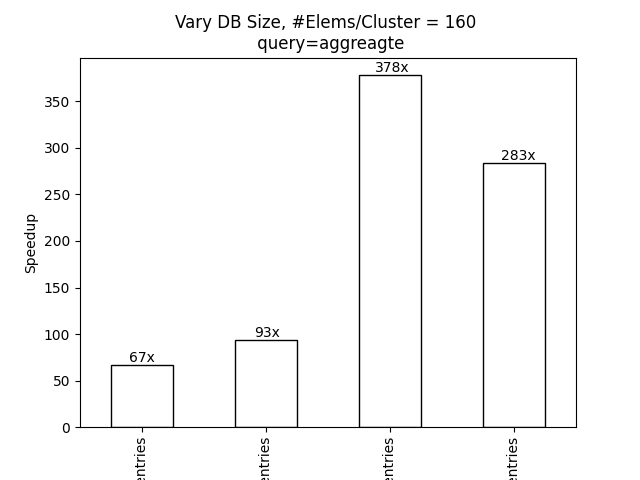 Vary DB Size, #Elems/Cluster = 160
query=aggreagte
378x
350
300
283x
250
Speedup
200
150
100
93x
67x
50
0
entries
entries
entries
entries